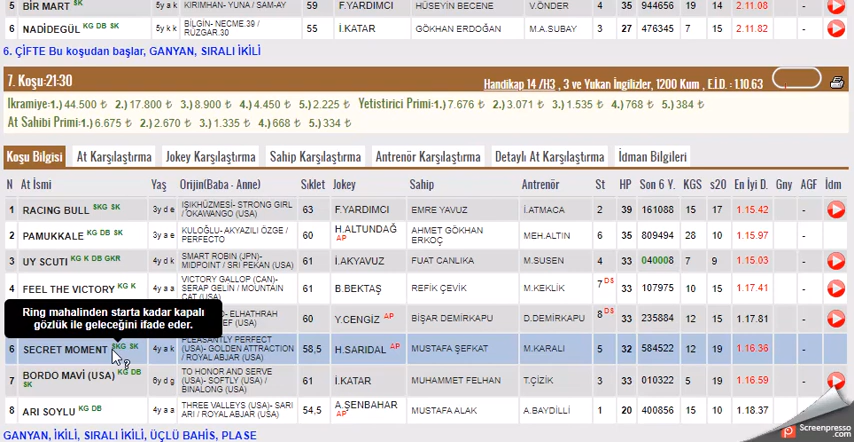 5 BİR MART SK 5y a k KIRIMHAN- YUNA / SAM-AY 59 F.YARDIMCI HÜSEYİN BECENE V.ÖNDER 4 35 944656 19 14 2.11.08 -
6 NADİDEGÜL KG DB SK 5y k k BİLGİN- NECME.39 / RÜZGAR.30 55 İ.KATAR GÖKHAN ERDOĞAN M.A.SUBAY 3 27 476345 7 15 2.11.82 -
6. ÇİFTE Bu koşudan başlar, GANYAN, SIRALI İKİLİ
7. Koşu:21:30 Handikap 14 /H3 , 3 ve Yukarı İngilizler, 1200 Kum , E.İ.D. : 1.10.63
İkramiye:1.) 44.500 ₺ 2.) 17.800 ₺ 3.) 8.900 ₺ 4.) 4.450 ₺ 5.) 2.225 ₺ Yetistirici Primi:1.) 7.676 ₺ 2.) 3.071 ₺ 3.) 1.535 ₺ 4.) 768 ₺ 5.) 384 ₺
At Sahibi Primi:1.) 6.675 ₺ 2.) 2.670 ₺ 3.) 1.335 ₺ 4.) 668 ₺ 5.) 334 ₺
Koşu Bilgisi At Karşılaştırma Jokey Karşılaştırma Sahip Karşılaştırma Antrenör Karşılaştırma Detaylı At Karşılaştırma İdman Bilgileri
N At İsmi Yaş Orijin(Baba - Anne) Sıklet Jokey Sahip Antrenör St HP Son 6 Y. KGS s20 En İyi D. Gny AGF İdm
1 RACING BULL SKG SK 3y d e IŞIKHÜZMESİ- STRONG GIRL / OKAWANGO (USA) 63 F.YARDIMCI EMRE YAVUZ İ.ATMACA 2 39 161088 15 17 1.15.42 -
2 PAMUKKALE KG DB SK 3y a e KULOĞLU- AKYAZILI ÖZGE / PERFECTO 60 H.ALTUNDAĞ AP AHMET GÖKHAN ERKOÇ MEH.ALTIN 6 35 809494 28 10 1.15.97 -
3 UY SCUTI KG K DB GKR 4y d k SMART ROBIN (JPN)- MIDPOINT / SRI PEKAN (USA) 61 İ.AKYAVUZ FUAT CANLIKA M.SUSEN 4 33 040008 7 9 1.15.03 -
4 FEEL THE VICTORY KG K VICTORY GALLOP (CAN)- SERAP GELİN / MOUNTAIN CAT (USA) 61 B.BEKTAŞ REFİK ÇEVİK M.KEKLİK 7 DS 33 107475 10 15 1.17.41 -
Ring mahalinden starta kadar kapalı
gözlük ile geleceğini ifade eder.
60 Y.CENGİZ AP BİŞAR DEMİRKAPU D.DEMİRKAPU 8 DS 33 235884 12 15 1.17.81 -
6 SECRET MOMENT SKG SK 4y a k PLEASANTLY PERFECT (USA)- GOLDEN ATTRACTION / ROYAL ABJAR (USA) 58,5 H.SARIDAL AP MUSTAFA ŞEFKAT M.KARALİ 5 32 584522 12 19 1.16.36 -
7 BORDO MAVİ (USA) KG DB SK 6y d g TO HONOR AND SERVE (USA)- SOFTLY (USA) / BINALONG (USA) 61 İ.KATAR MUHAMMET FELHAN T.ÇİZİK 3 33 010322 5 19 1.16.59 -
8 ARI SOYLU KG DB 4y a a THREE VALLEYS (USA)- SARI ARI / ROYAL ABJAR (USA) 54,5 A.ŞENBAHAR AP MUSTAFA ALAK A.BAYDİLLİ 1 20 400856 15 10 1.18.37 -
GANYAN, İKİLİ, SIRALI İKİLİ, ÜÇLÜ BAHİS, PLASE
Screenpresso
.com